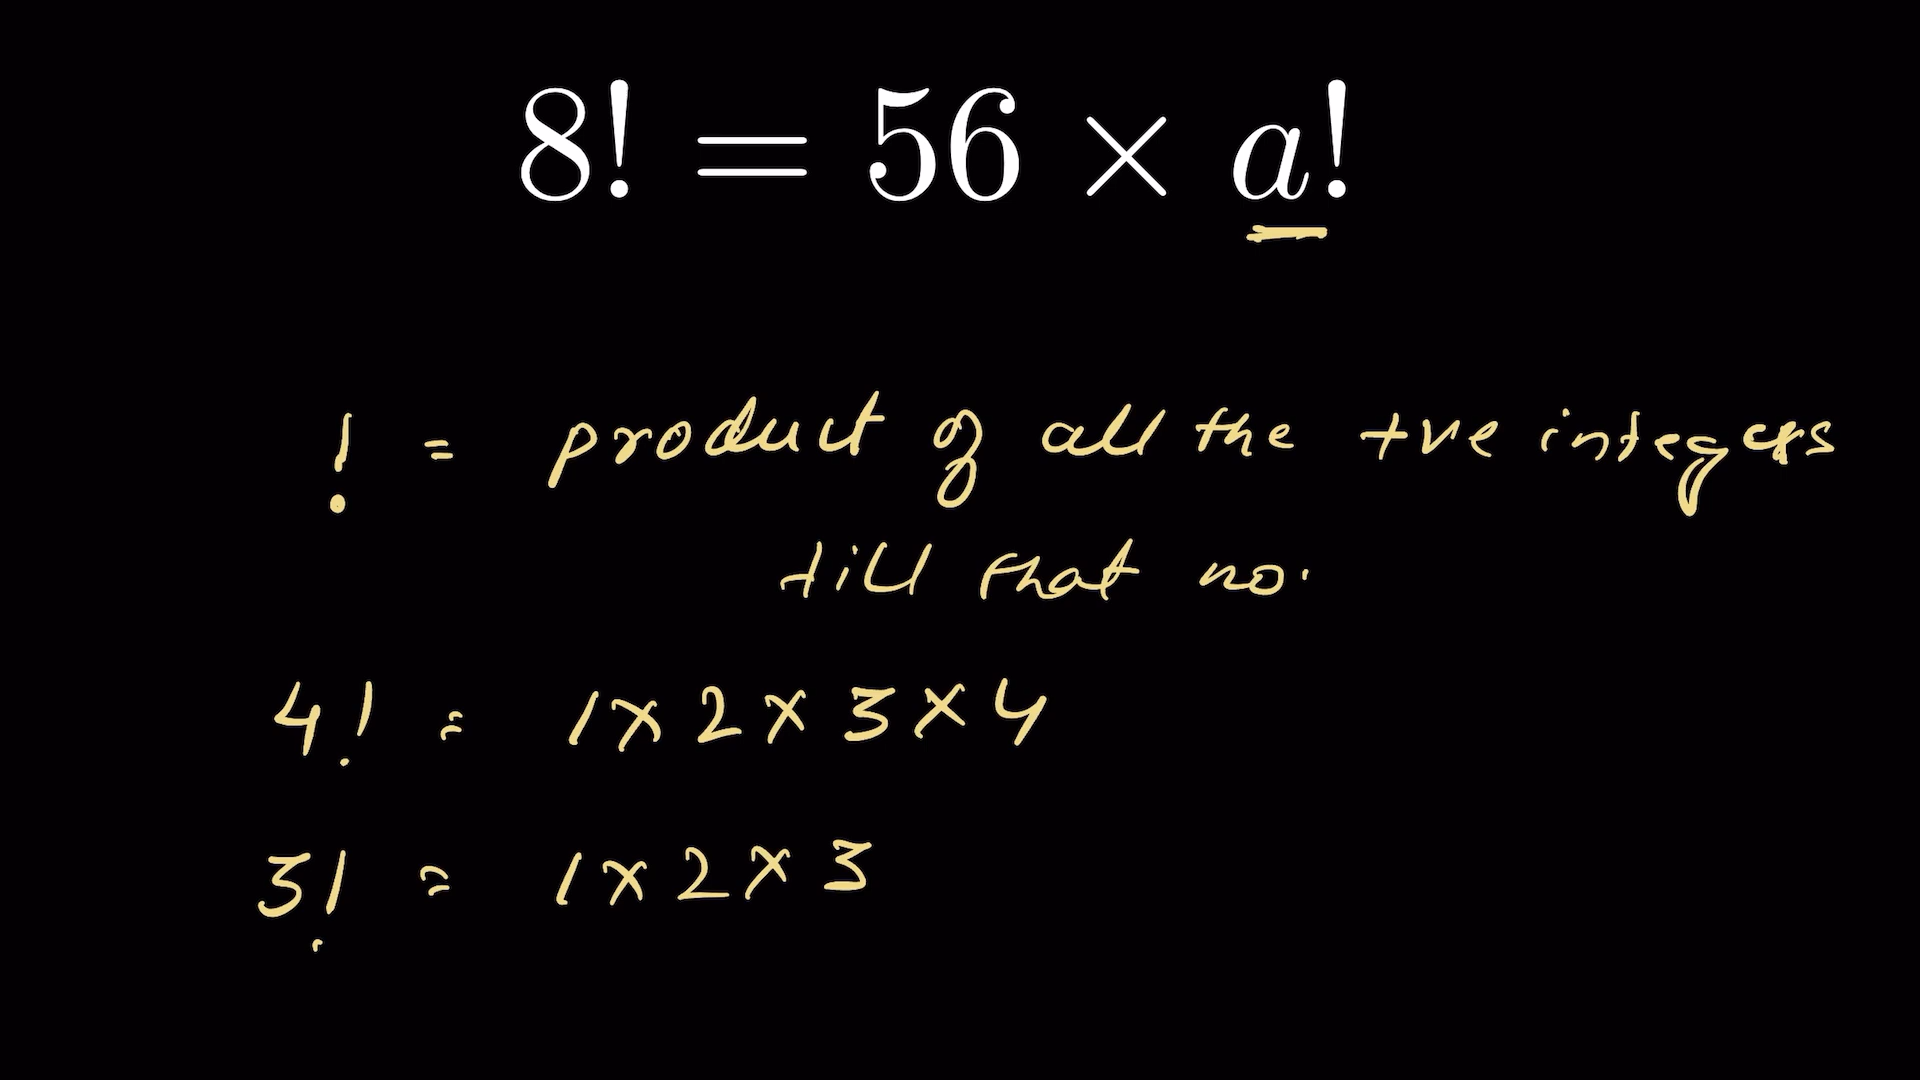 8! = 56 × a!
! = product of all the +ve integers
till that no.
4! = 1 × 2 × 3 × 4
3! = 1 × 2 × 3